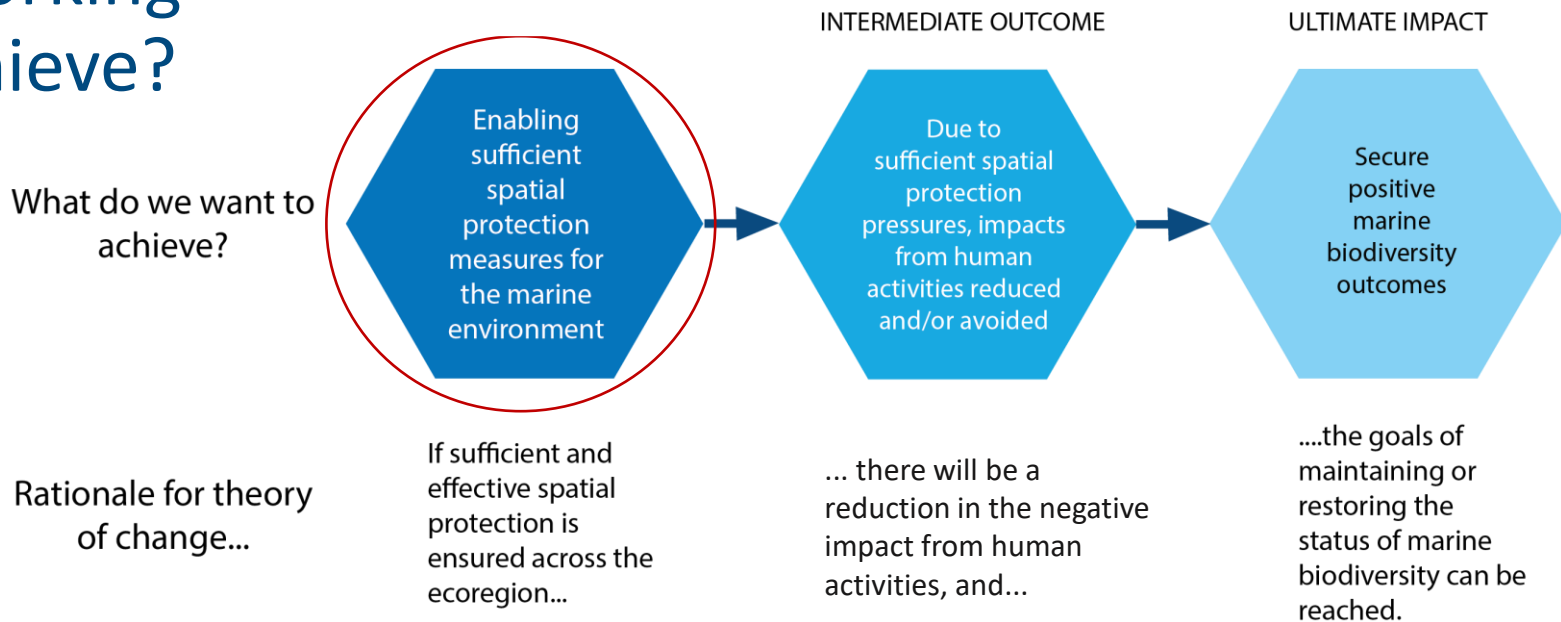 hieve?
INTERMEDIATE OUTCOME
ULTIMATE IMPACT
What do we want to
achieve?
Enabling
sufficient
spatial
protection
measures for
the marine
environment
Due to
sufficient spatial
protection
pressures, impacts
from human
activities reduced
and/or avoided
Secure
positive
marine
biodiversity
outcomes
Rationale for theory
of change...
If sufficient and
effective spatial
protection is
ensured across the
ecoregion...
... there will be a
reduction in the negative
impact from human
activities, and...
....the goals of
maintaining or
restoring the
status of marine
biodiversity can be
reached.